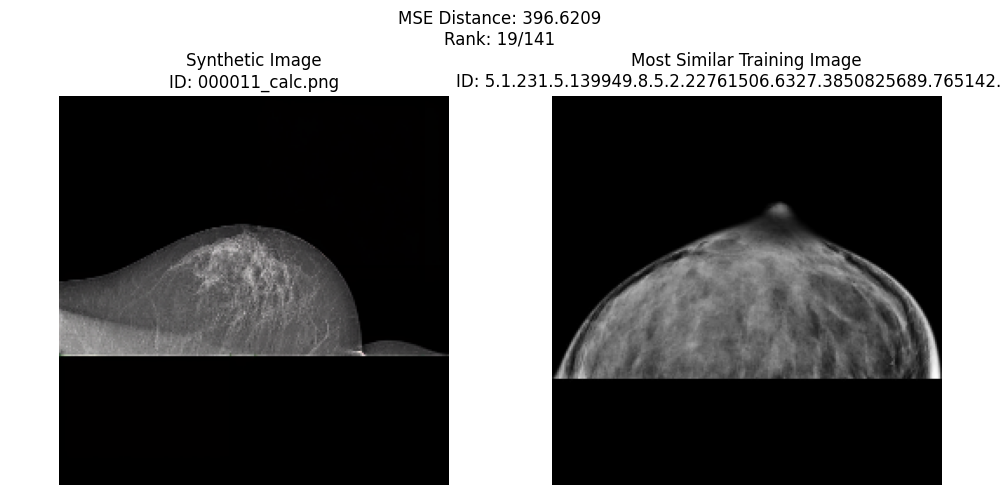 MSE Distance: 396.6209
Rank: 19/141
Synthetic Image
ID: 000011_calc.png
Most Similar Training Image
ID: 5.1.231.5.139949.8.5.2.22761506.6327.3850825689.765142.